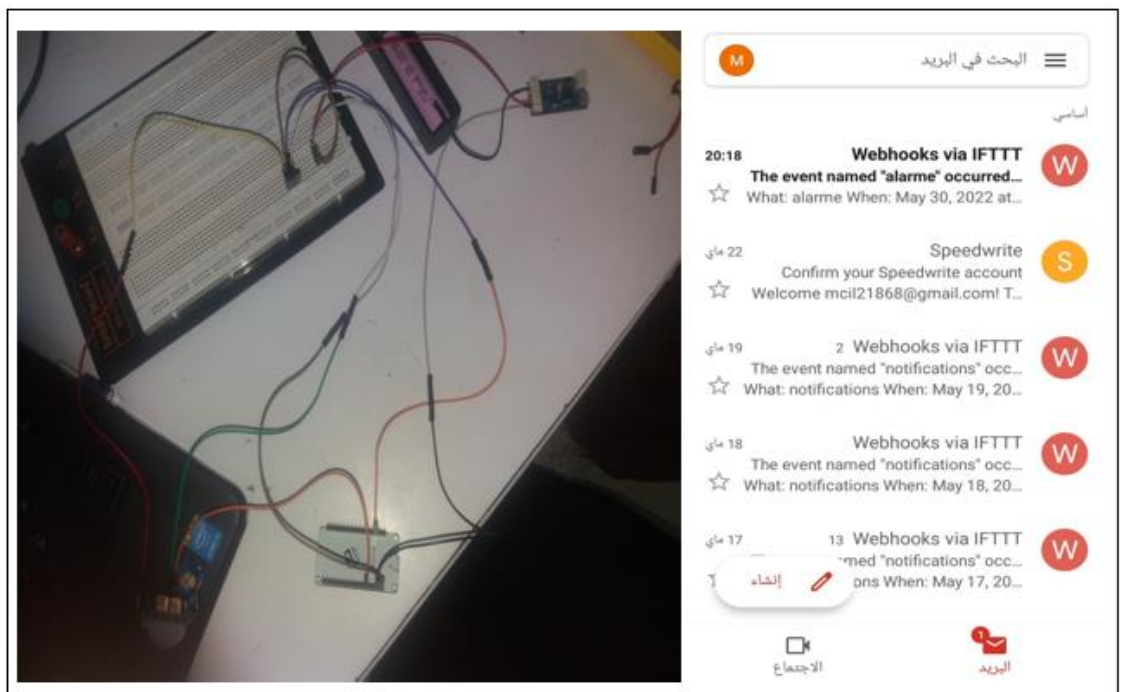 البحث في البريد
M
أساسي
W
Webhooks via IFTTT
20:18
The event named "alarme" occurred...
What: alarme When: May 30, 2022 at...
S
Speedwrite
22 ماي
Confirm your Speedwrite account
Welcome mcil21868@gmail.com! T...
W
Webhooks via IFTTT 2
19 ماي
The event named "notifications" occ...
What: notifications When: May 19, 20...
W
Webhooks via IFTTT
18 ماي
The event named "notifications" occ...
What: notifications When: May 18, 20...
W
Webhooks via IFTTT 13
17 ماي
med "notifications" occ...
ons When: May 17, 20...
إنشاء
1
البريد
الاجتماع